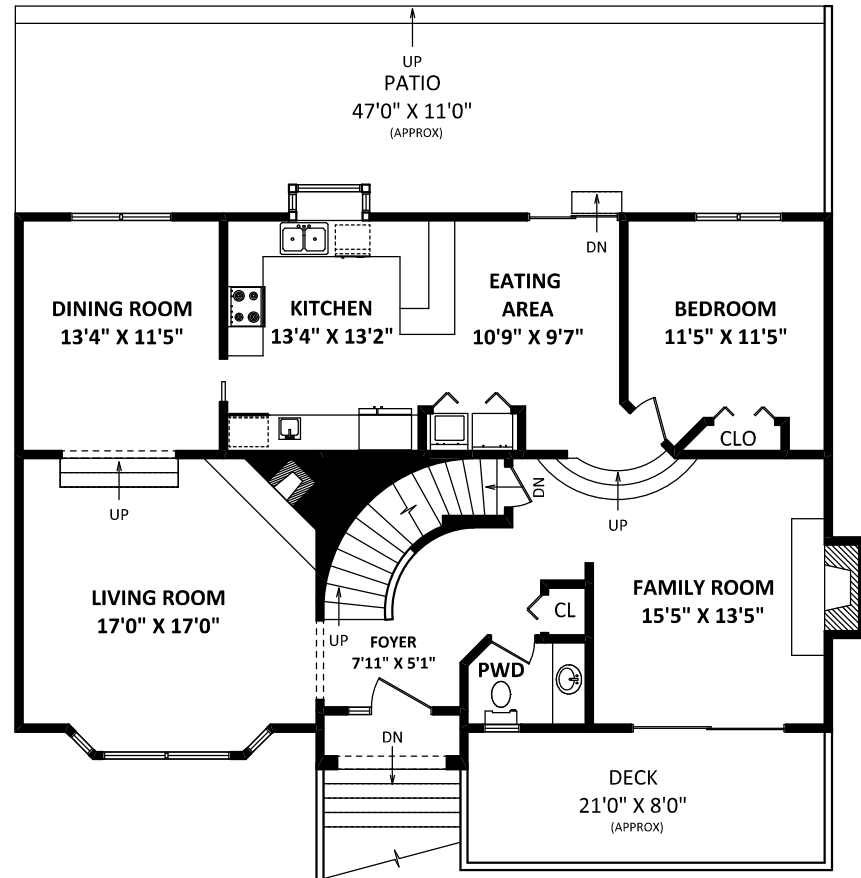 UP
PATIO
47'0" X 11'0"
(APPROX)
DN
DINING ROOM
13'4" X 11'5"
KITCHEN
13'4" X 13'2"
EATING
AREA
10'9" X 9'7"
BEDROOM
11'5" X 11'5"
CLO
UP
DN
UP
LIVING ROOM
17'0" X 17'0"
UP
FOYER
7'11" X 5'1"
CL
FAMILY ROOM
15'5" X 13'5"
PWD
DN
DECK
21'0" X 8'0"
(APPROX)